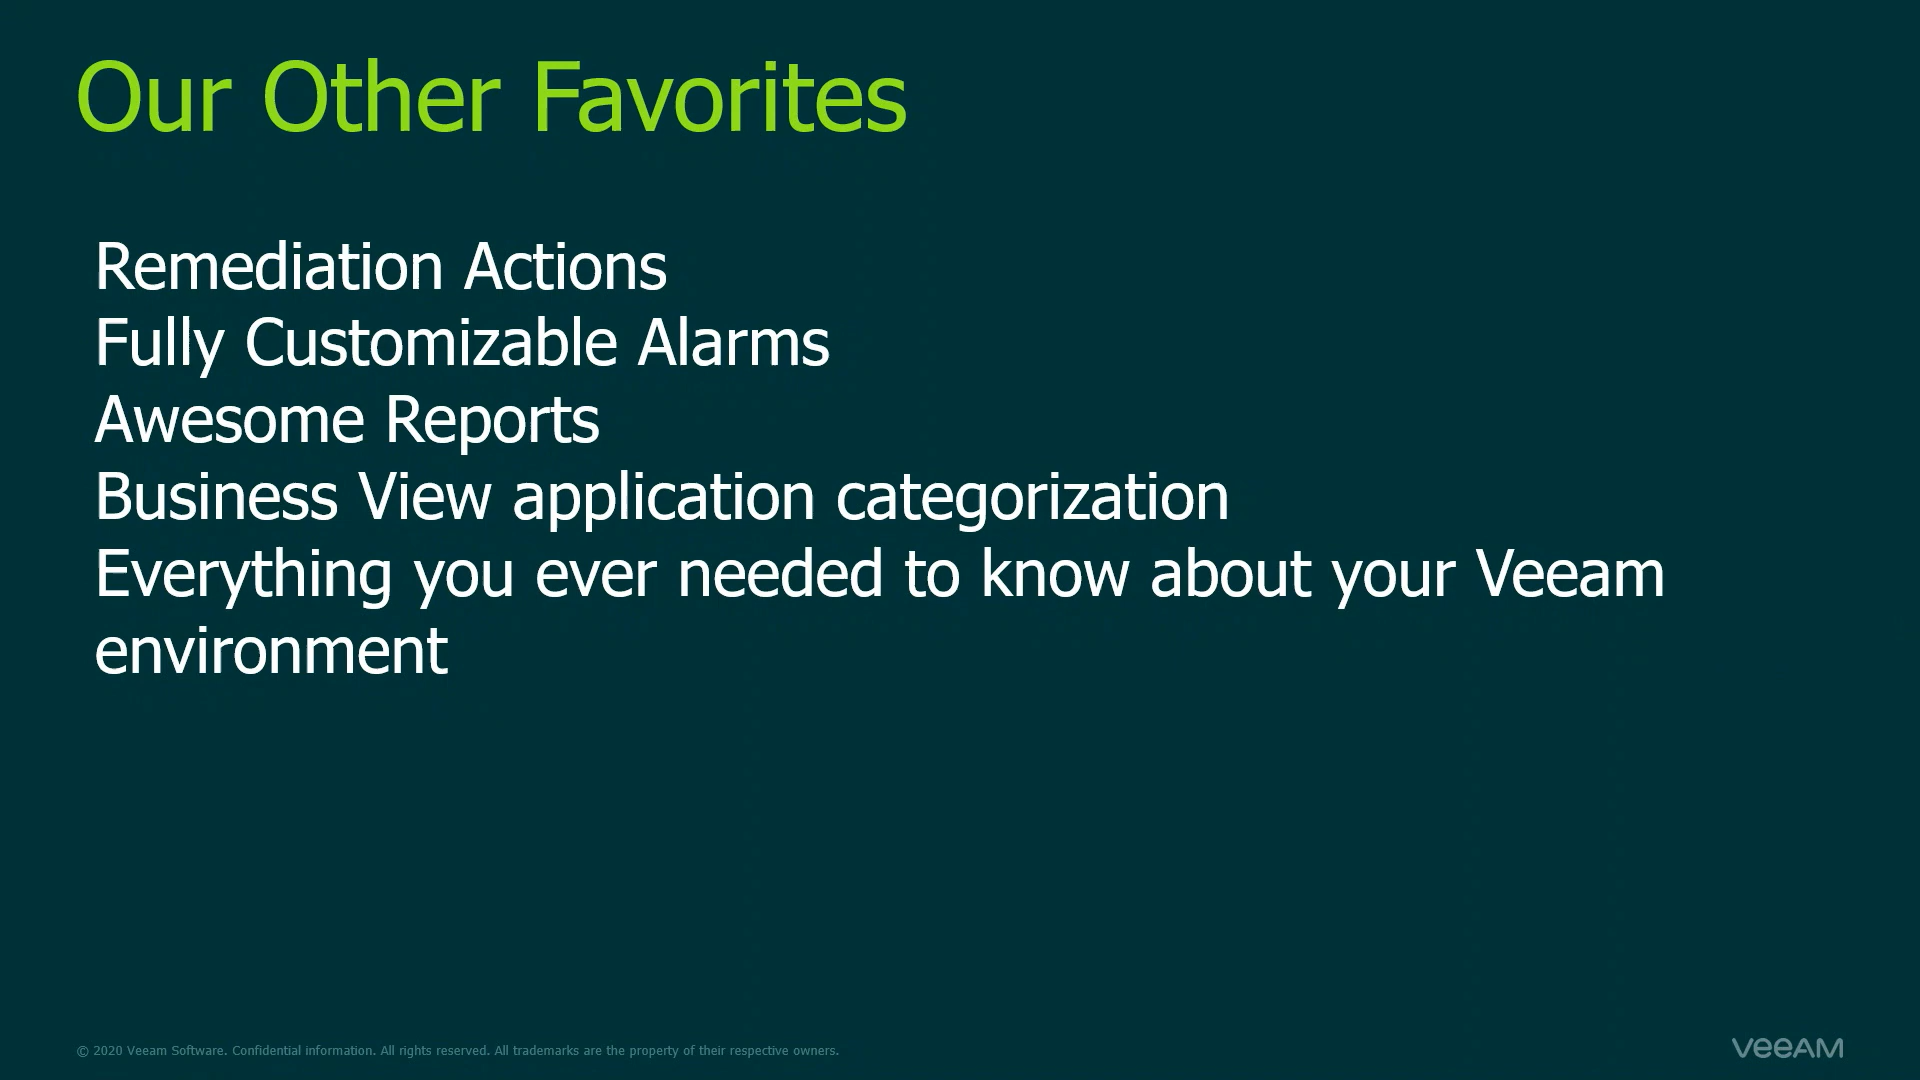 Our Other Favorites
Remediation Actions
Fully Customizable Alarms
Awesome Reports
Business View application categorization
Everything you ever needed to know about your Veeam
environment
© 2020 Veeam Software. Confidential information. All rights reserved. All trademarks are the property of their respective owners.
VEEAM